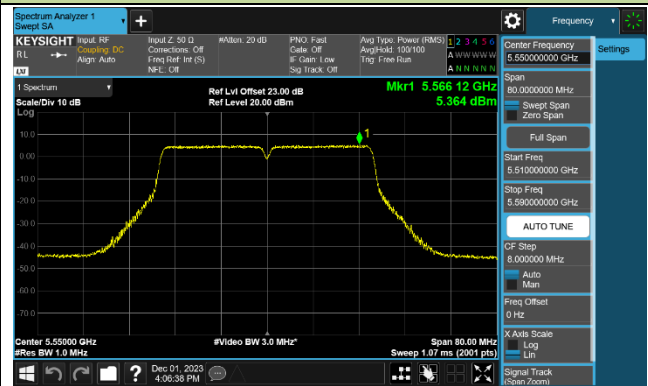 Spectrum Analyzer 1
Swept SA
Frequency
KEYSIGHT
RL
LXI
Input: RF
Coupling: DC
Align: Auto
Input Z: 50 Ω
Corrections: Off
Freq Ref: Int (S)
NFE: Off
#Atten: 20 dB
PNO: Fast
Gate: Off
IF Gain: Low
Sig Track: Off
Avg Type: Power (RMS)
Avg|Hold: 100/100
Trig: Free Run
1 2 3 4 5 6
A W W W W W
A N N N N N
1 Spectrum
Scale/Div 10 dB
Log
Ref Lvl Offset 23.00 dB
Ref Level 20.00 dBm
Mkr1 5.566 12 GHz
5.364 dBm
1
10.0
0.00
-10.0
-20.0
-30.0
-40.0
-50.0
-60.0
-70.0
Center 5.55000 GHz
#Res BW 1.0 MHz
#Video BW 3.0 MHz*
Span 80.00 MHz
Sweep 1.07 ms (2001 pts)
Center Frequency
5.550000000 GHz
Settings
Span
80.0000000 MHz
Swept Span
Zero Span
Full Span
Start Freq
5.510000000 GHz
Stop Freq
5.590000000 GHz
AUTO TUNE
CF Step
8.000000 MHz
Auto
Man
Freq Offset
0 Hz
X Axis Scale
Log
Lin
Signal Track
(Span Zoom)
?
Dec 01, 2023
4:06:38 PM